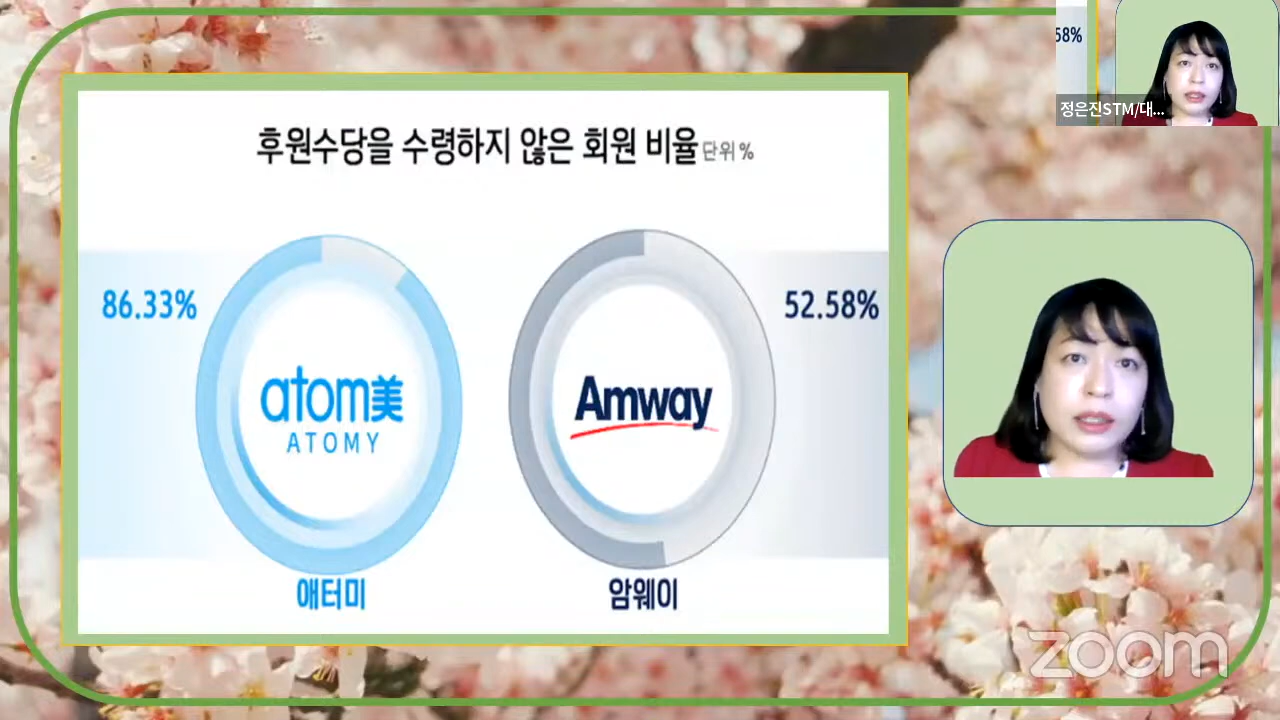 후원수당을 수령하지 않은 회원 비율 단위 %
86.33%
atom美
ATOMY
애터미
Amway
52.58%
암웨이
58%
정은진STM/대...
zoom